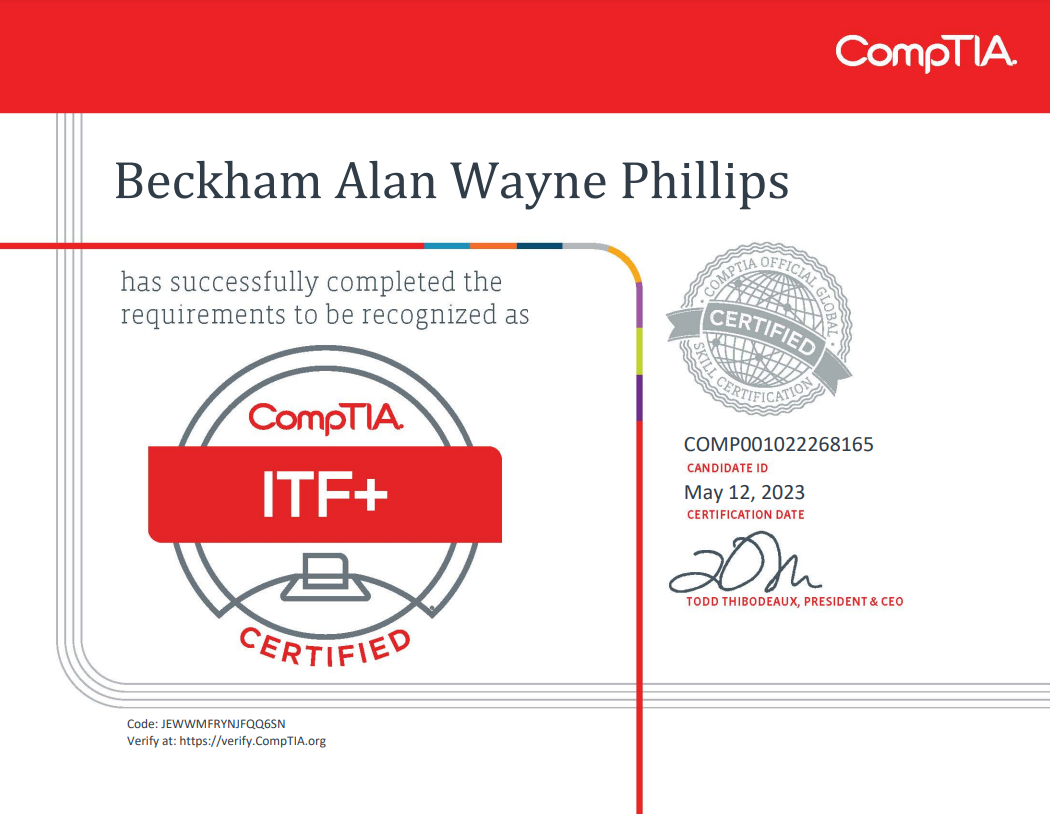 CompTIA.
Beckham Alan Wayne Phillips
has successfully completed the
requirements to be recognized as
CompTIA.
ITF+
CERTIFIED
COMPTIA OFFICIAL GLOBAL
CERTIFIED
SKILL CERTIFICATION
COMP001022268165
CANDIDATE ID
May 12, 2023
CERTIFICATION DATE
TODD THIBODEAUX, PRESIDENT & CEO
Code: JEWWMFRYNJFQQ6SN
Verify at: https://verify.CompTIA.org